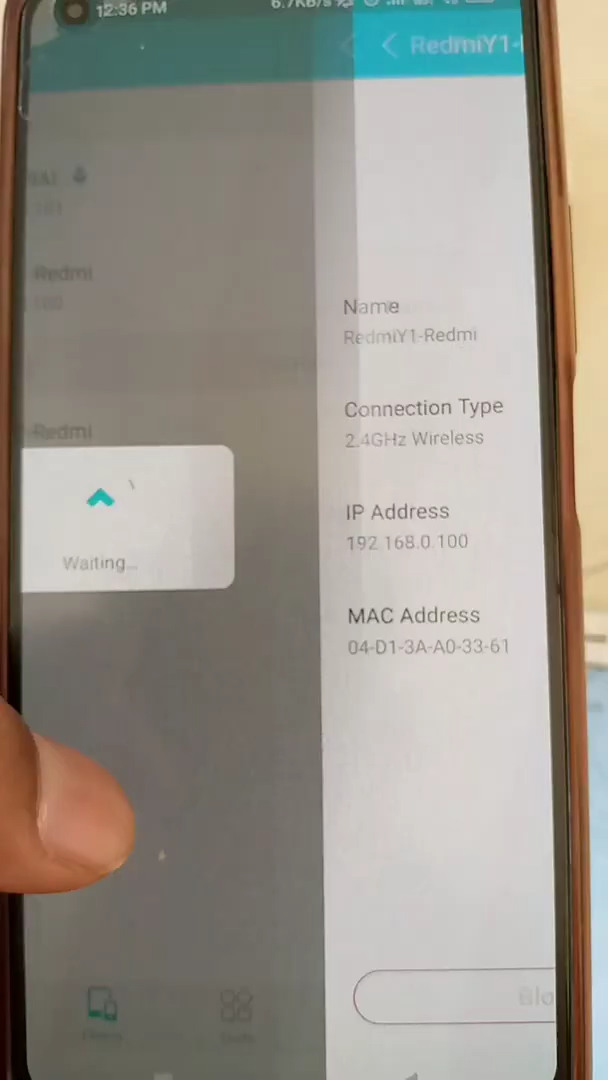 12:36 PM
6.7KB/s
RedmiY1-
Redmi
-Redmi
Waiting...
Name
RedmiY1-Redmi
Connection Type
2.4GHz Wireless
IP Address
192.168.0.100
MAC Address
04-D1-3A-A0-33-61
Blo